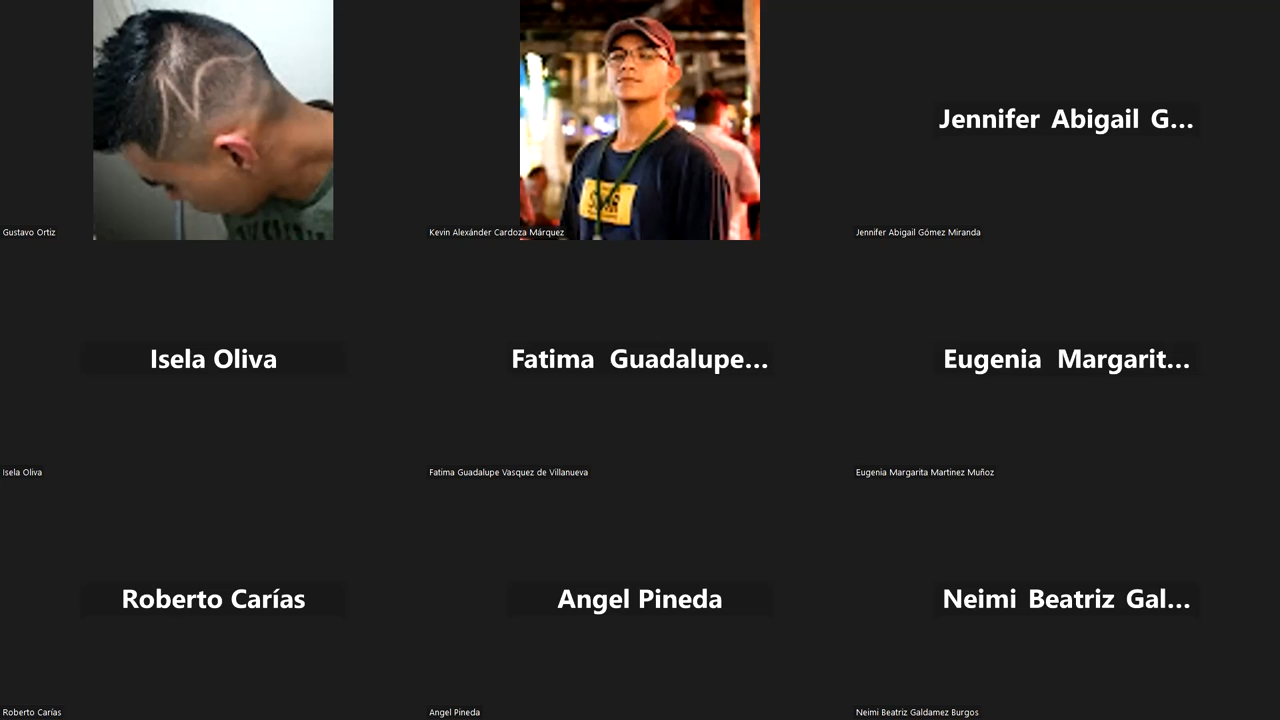 Gustavo Ortiz
Kevin Alexánder Cardoza Márquez
Jennifer Abigail G...
Jennifer Abigail Gómez Miranda
Isela Oliva
Isela Oliva
Fatima Guadalupe...
Fatima Guadalupe Vasquez de Villanueva
Eugenia Margarit...
Eugenia Margarita Martinez Muñoz
Roberto Carías
Roberto Carías
Angel Pineda
Angel Pineda
Neimi Beatriz Gal...
Neimi Beatriz Galdamez Burgos